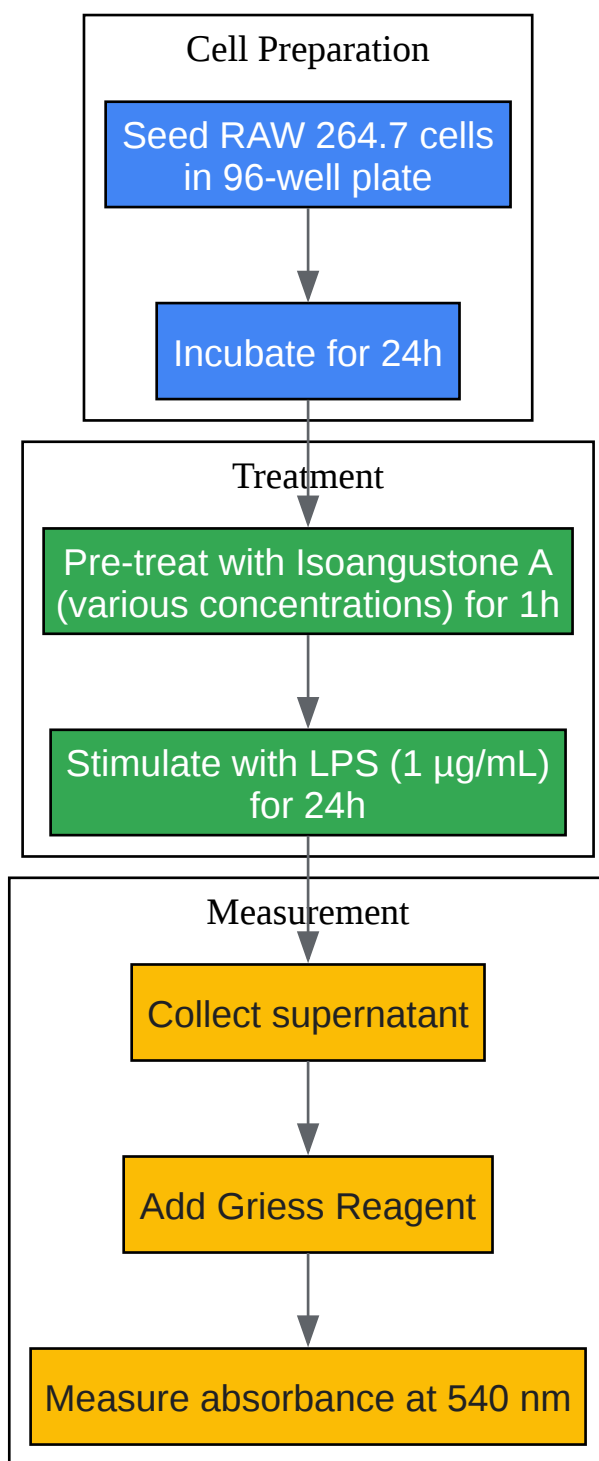 Cell Preparation
Seed RAW 264.7 cells
in 96-well plate
Incubate for 24h
Treatment
Pre-treat with Isoangustone A
(various concentrations) for 1h
Stimulate with LPS (1 µg/mL)
for 24h
Measurement
Collect supernatant
Add Griess Reagent
Measure absorbance at 540 nm